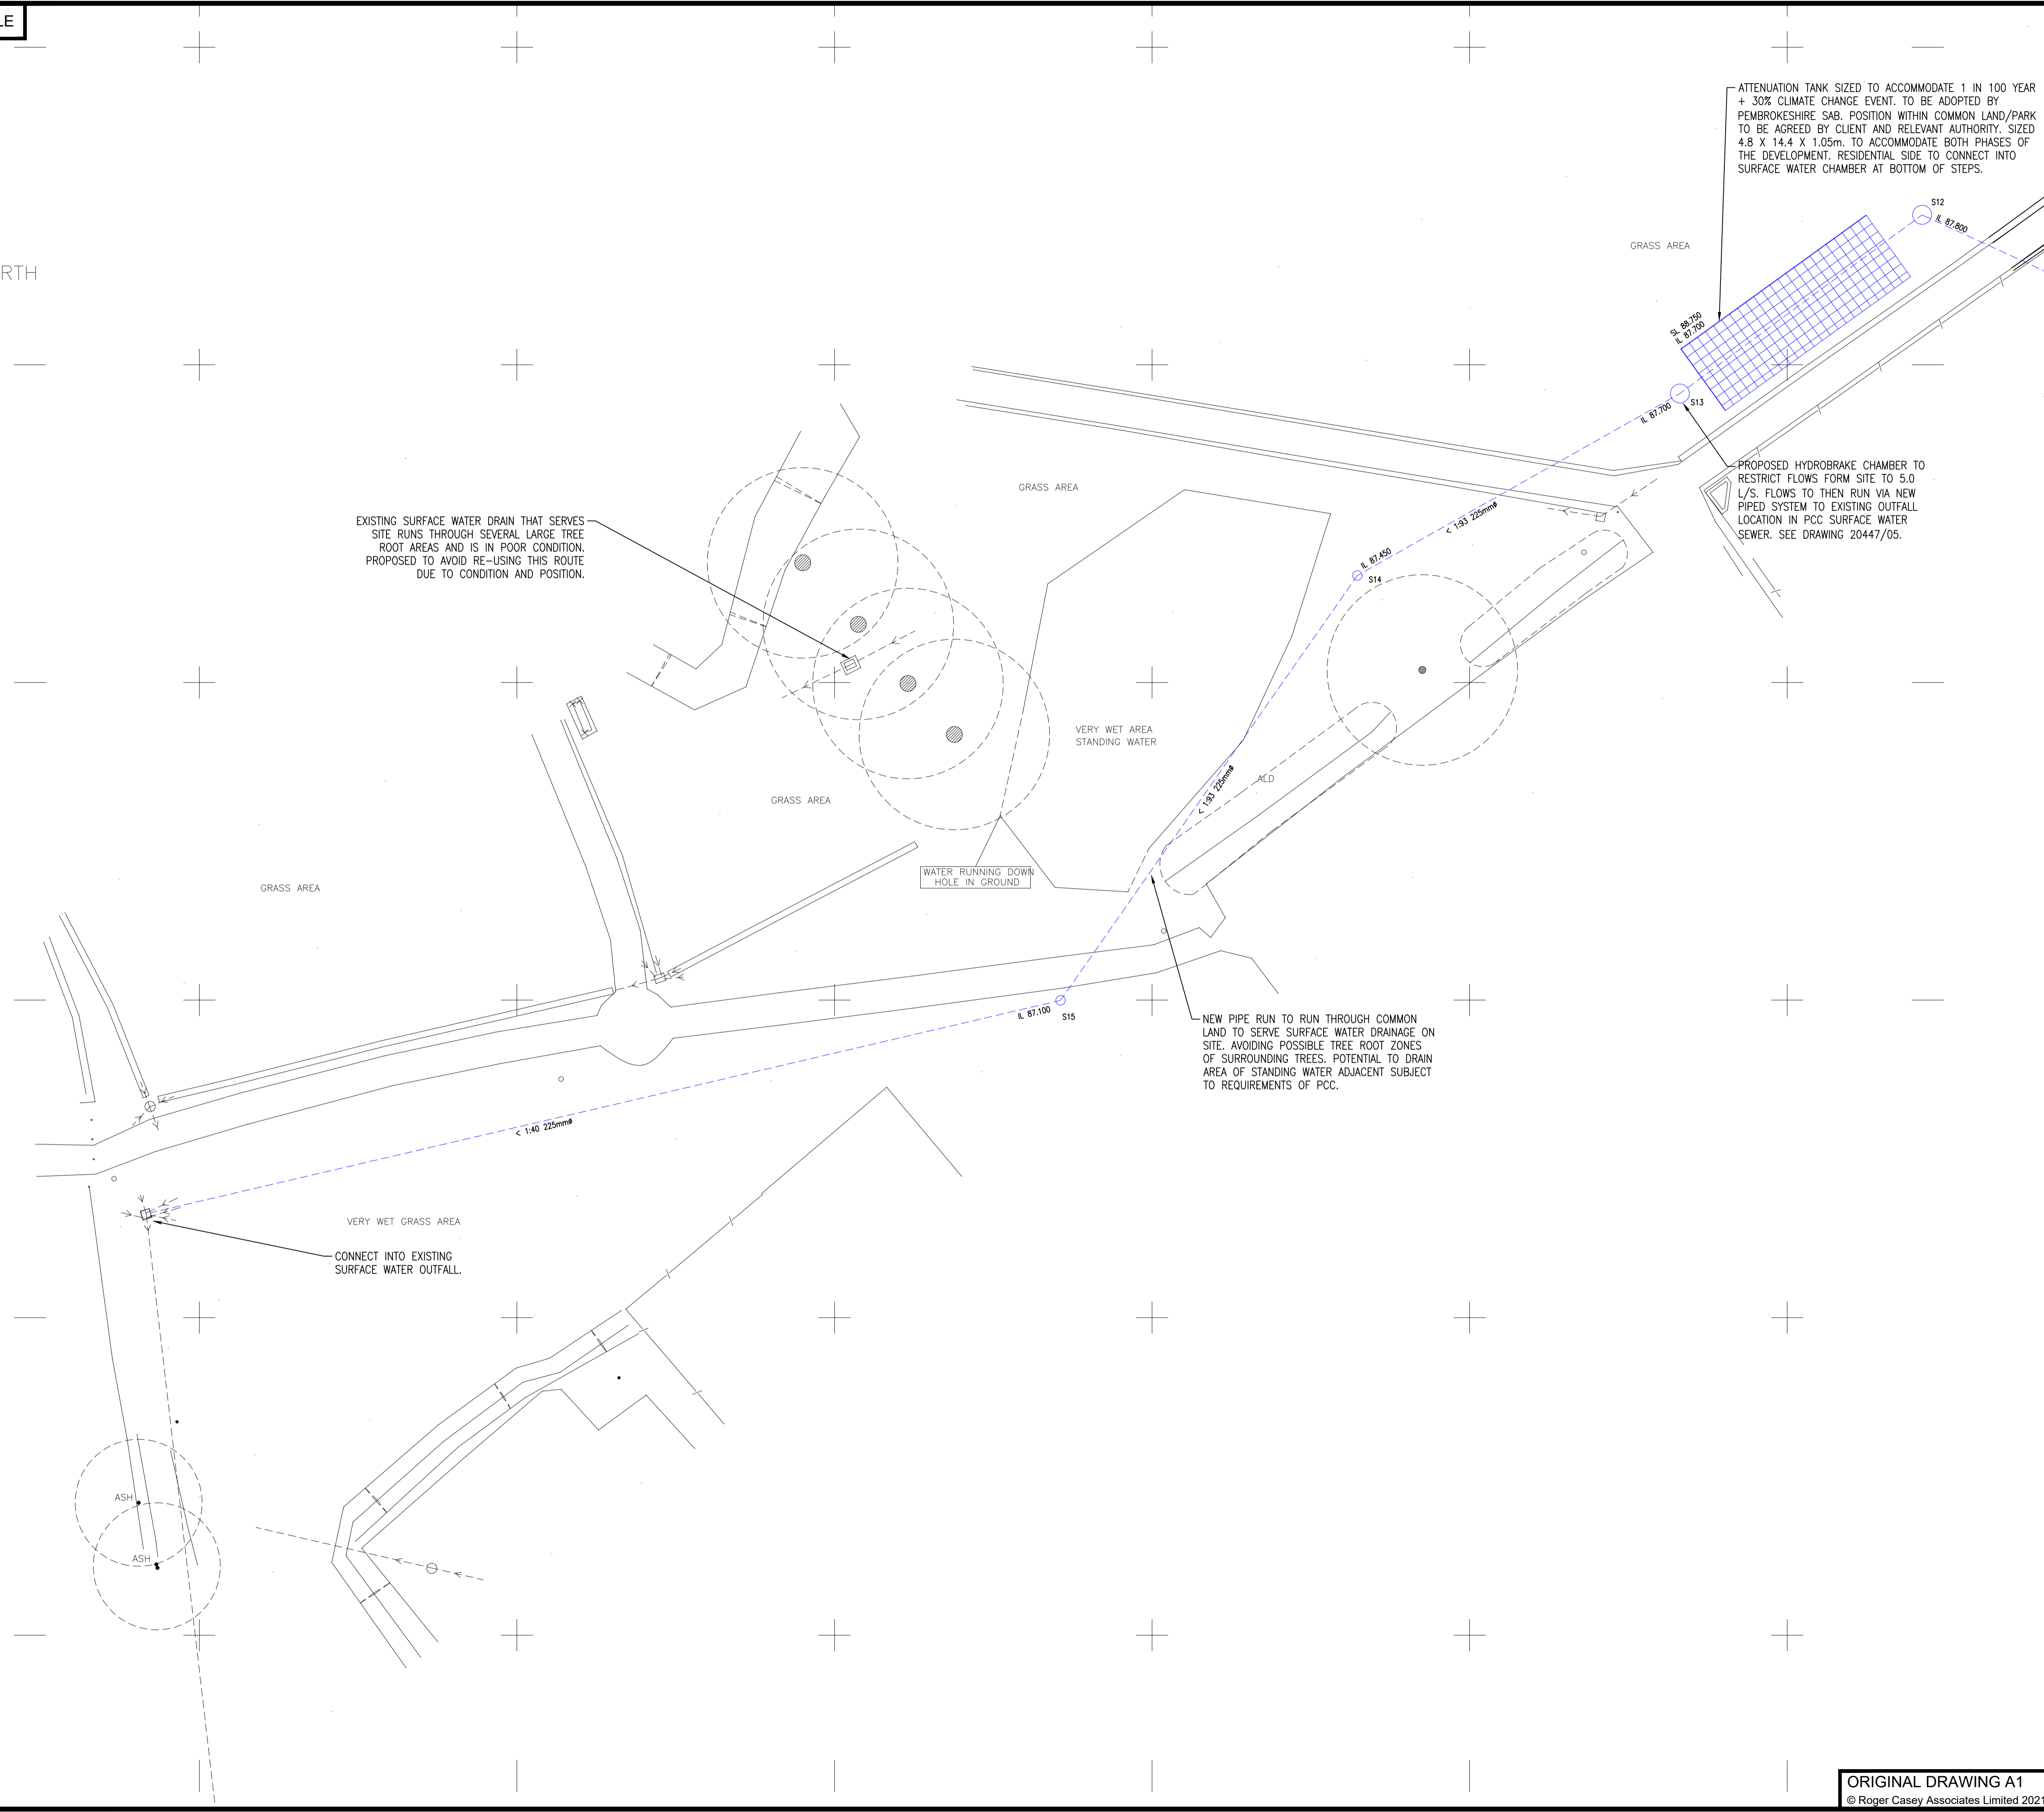 LE
RTH
ATTENUATION TANK SIZED TO ACCOMMODATE 1 IN 100 YEAR
+ 30% CLIMATE CHANGE EVENT. TO BE ADOPTED BY
PEMBROKESHIRE SAB. POSITION WITHIN COMMON LAND/PARK
TO BE AGREED BY CLIENT AND RELEVANT AUTHORITY. SIZED
4.8 X 14.4 X 1.05m. TO ACCOMMODATE BOTH PHASES OF
THE DEVELOPMENT. RESIDENTIAL SIDE TO CONNECT INTO
SURFACE WATER CHAMBER AT BOTTOM OF STEPS.
S12
IL 87.800
GRASS AREA
SL 88.750
IL 87.700
S13
IL 87.700
PROPOSED HYDROBRAKE CHAMBER TO
RESTRICT FLOWS FORM SITE TO 5.0
L/S. FLOWS TO THEN RUN VIA NEW
PIPED SYSTEM TO EXISTING OUTFALL
LOCATION IN PCC SURFACE WATER
SEWER. SEE DRAWING 20447/05.
GRASS AREA
< 1:93 225mmø
EXISTING SURFACE WATER DRAIN THAT SERVES
SITE RUNS THROUGH SEVERAL LARGE TREE
ROOT AREAS AND IS IN POOR CONDITION.
PROPOSED TO AVOID RE-USING THIS ROUTE
DUE TO CONDITION AND POSITION.
IL 87.450
S14
VERY WET AREA
STANDING WATER
ALD
< 1:93 225mmø
GRASS AREA
WATER RUNNING DOWN
HOLE IN GROUND
GRASS AREA
IL 87.100
S15
NEW PIPE RUN TO RUN THROUGH COMMON
LAND TO SERVE SURFACE WATER DRAINAGE ON
SITE. AVOIDING POSSIBLE TREE ROOT ZONES
OF SURROUNDING TREES. POTENTIAL TO DRAIN
AREA OF STANDING WATER ADJACENT SUBJECT
TO REQUIREMENTS OF PCC.
< 1:40 225mmø
VERY WET GRASS AREA
CONNECT INTO EXISTING
SURFACE WATER OUTFALL.
ASH
ASH
ORIGINAL DRAWING A1
© Roger Casey Associates Limited 2021